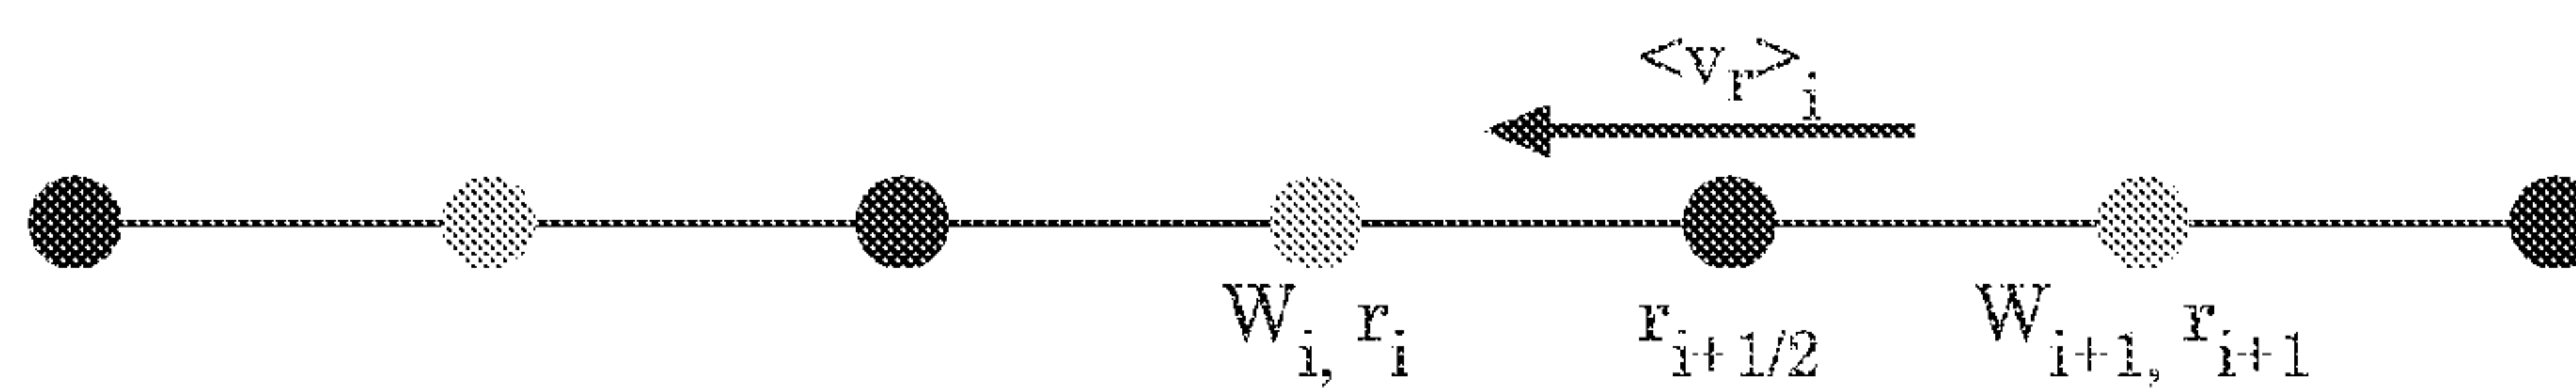 <v_r>_i
W_i, r_i r_{i+1/2} W_{i+1}, r_{i+1}